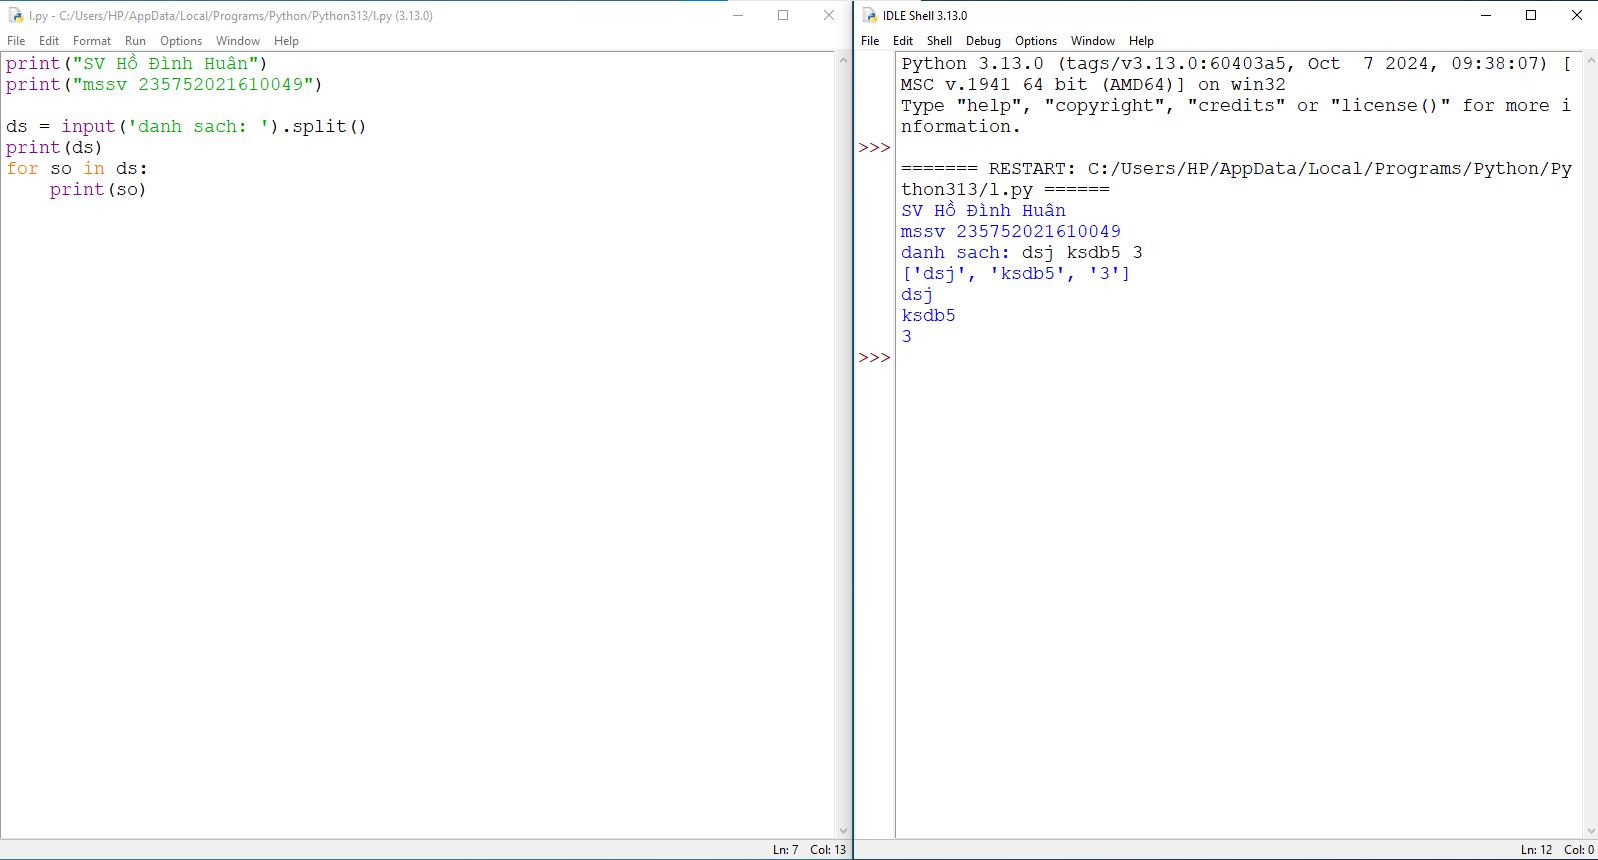 l.py - C:/Users/HP/AppData/Local/Programs/Python/Python313/l.py (3.13.0)
File Edit Format Run Options Window Help
print("SV Hồ Đình Huân")
print("mssv 235752021610049")
ds = input('danh sach: ').split()
print(ds)
for so in ds:
    print(so)
Ln: 7 Col: 13
IDLE Shell 3.13.0
File Edit Shell Debug Options Window Help
Python 3.13.0 (tags/v3.13.0:60403a5, Oct  7 2024, 09:38:07) [
MSC v.1941 64 bit (AMD64)] on win32
Type "help", "copyright", "credits" or "license()" for more i
nformation.
>>>
======= RESTART: C:/Users/HP/AppData/Local/Programs/Python/Py
thon313/l.py ======
SV Hồ Đình Huân
mssv 235752021610049
danh sach: dsj ksdb5 3
['dsj', 'ksdb5', '3']
dsj
ksdb5
3
>>>
Ln: 12 Col: 0